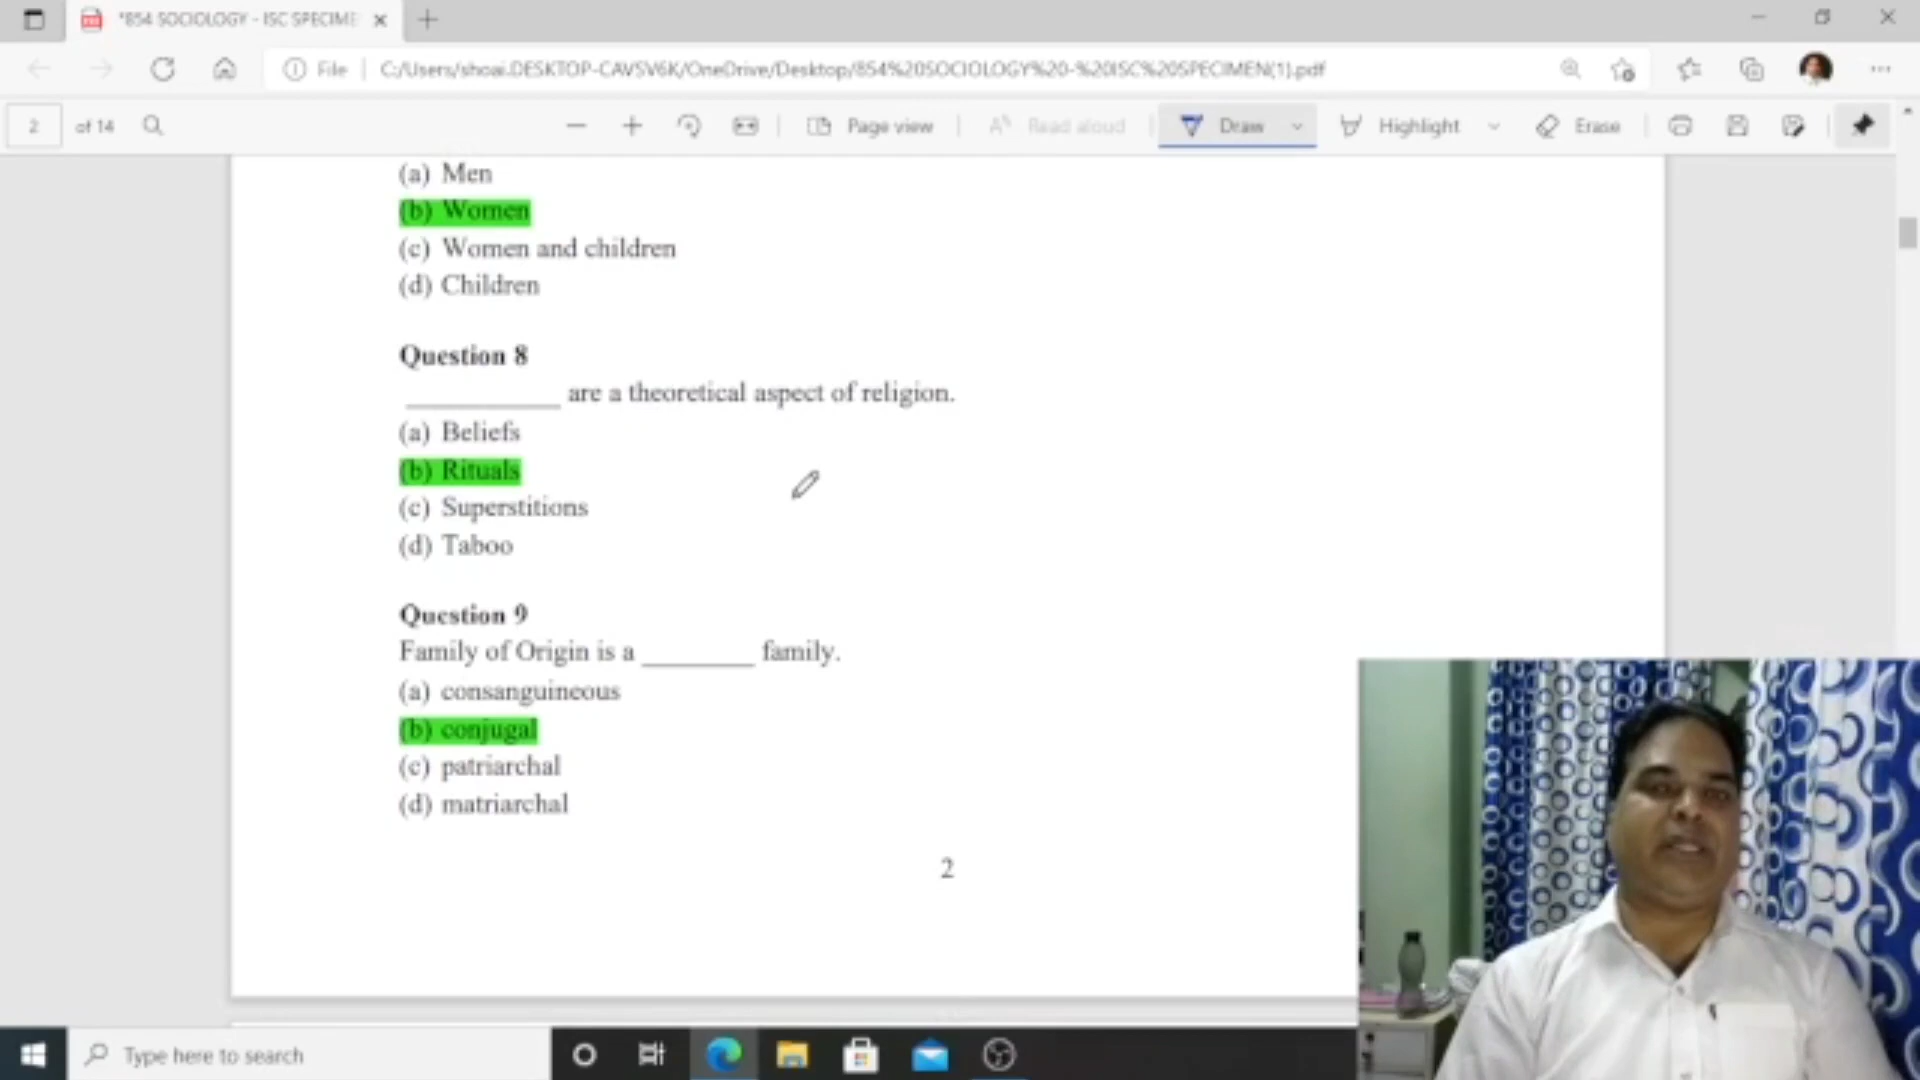 *854 SOCIOLOGY - ISC SPECIME
File
C:/Users/shoai.DESKTOP-CAVSV6K/OneDrive/Desktop/854%20SOCIOLOGY%20-%20ISC%20SPECIMEN(1).pdf
2 of 14
Page view
Read aloud
Draw
Highlight
Erase
(a) Men
(b) Women
(c) Women and children
(d) Children
Question 8
__________ are a theoretical aspect of religion.
(a) Beliefs
(b) Rituals
(c) Superstitions
(d) Taboo
Question 9
Family of Origin is a ________ family.
(a) consanguineous
(b) conjugal
(c) patriarchal
(d) matriarchal
2
Type here to search